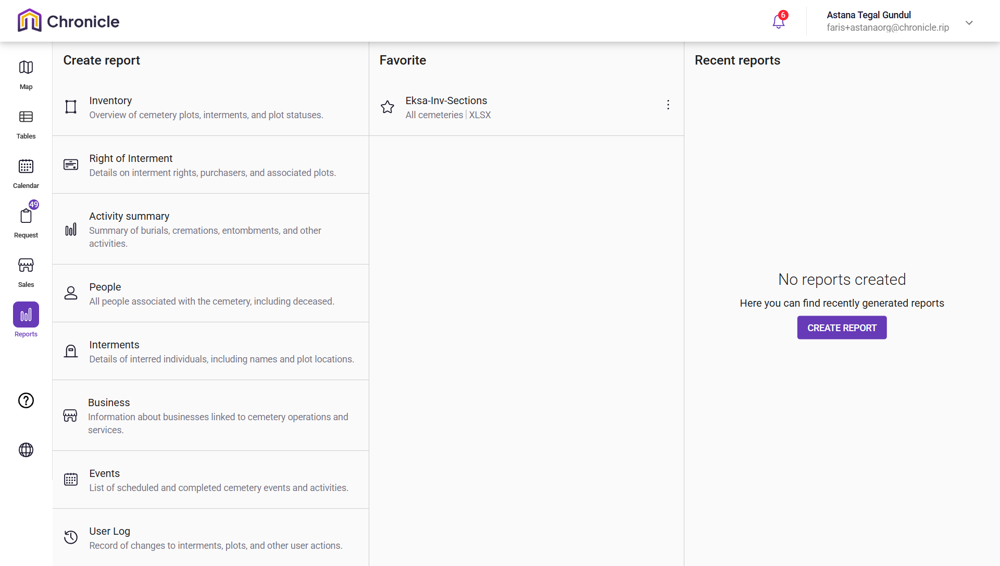 Chronicle
6
Astana Tegal Gundul
faris+astanaorg@chronicle.rip
Map
Tables
Calendar
49
Request
Sales
Reports
Create report
Inventory
Overview of cemetery plots, interments, and plot statuses.
Right of Interment
Details on interment rights, purchasers, and associated plots.
Activity summary
Summary of burials, cremations, entombments, and other
activities.
People
All people associated with the cemetery, including deceased.
Interments
Details of interred individuals, including names and plot locations.
Business
Information about businesses linked to cemetery operations and
services.
Events
List of scheduled and completed cemetery events and activities.
User Log
Record of changes to interments, plots, and other user actions.
Favorite
Eksa-Inv-Sections
All cemeteries | XLSX
Recent reports
No reports created
Here you can find recently generated reports
CREATE REPORT